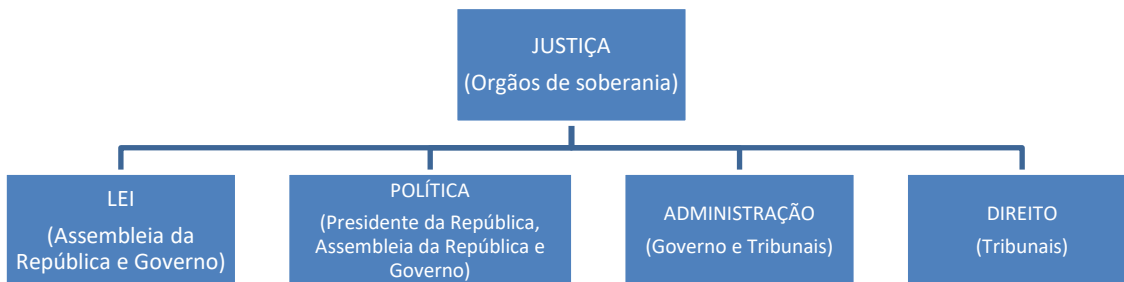 JUSTIÇA
(Orgãos de soberania)
LEI
(Assembleia da
República e Governo)
POLÍTICA
(Presidente da República,
Assembleia da República e
Governo)
ADMINISTRAÇÃO
(Governo e Tribunais)
DIREITO
(Tribunais)